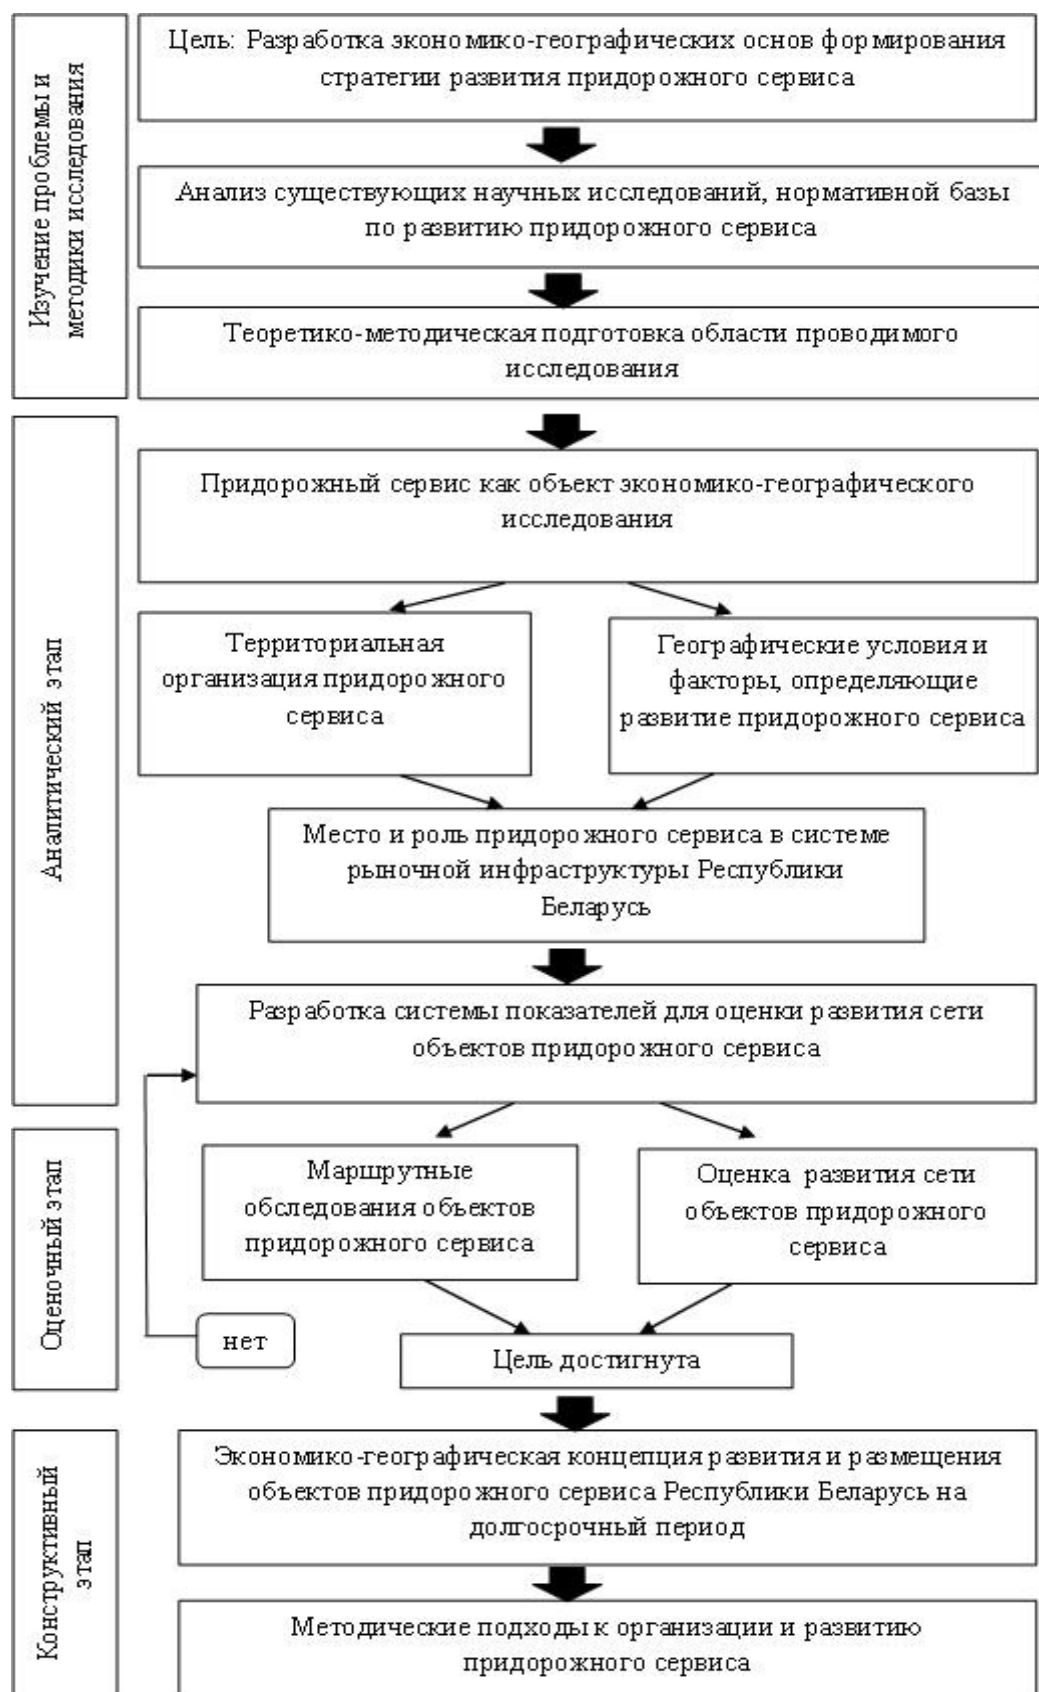 Изучение проблемы и
методики исследования
Цель: Разработка экономико-географических основ формирования
стратегии развития придорожного сервиса
Анализ существующих научных исследований, нормативной базы
по развитию придорожного сервиса
Теоретико-методическая подготовка области проводимого
исследования
Аналитический этап
Придорожный сервис как объект экономико-географического
исследования
Территориальная
организация придорожного
сервиса
Географические условия и
факторы, определяющие
развитие придорожного сервиса
Место и роль придорожного сервиса в системе
рыночной инфраструктуры Республики
Беларусь
Разработка системы показателей для оценки развития сети
объектов придорожного сервиса
Оценочный этап
Маршрутные
обследования объектов
придорожного сервиса
Оценка развития сети
объектов придорожного
сервиса
нет
Цель достигнута
Конструктивный
этап
Экономико-географическая концепция развития и размещения
объектов придорожного сервиса Республики Беларусь на
долгосрочный период
Методические подходы к организации и развитию
придорожного сервиса